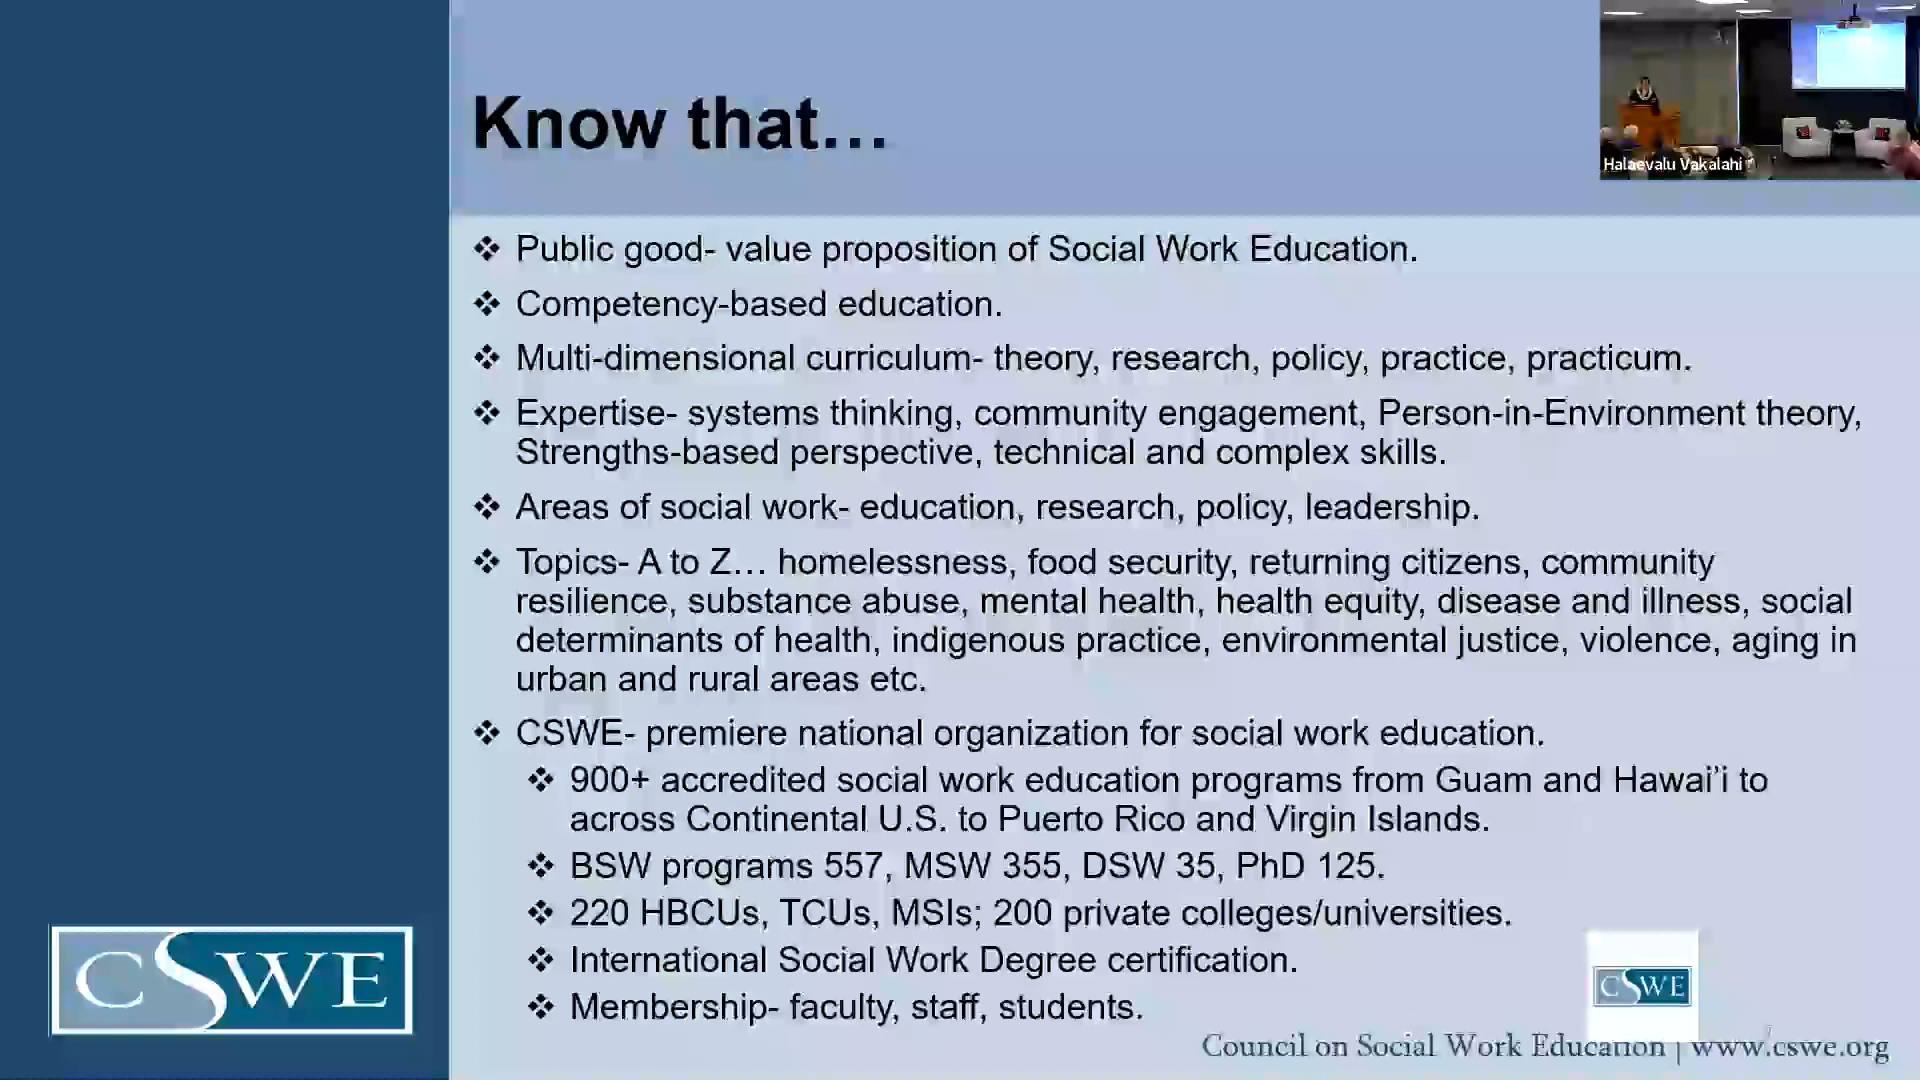 Know that…
Halaevalu Vakalahi
❖ Public good- value proposition of Social Work Education.
❖ Competency-based education.
❖ Multi-dimensional curriculum- theory, research, policy, practice, practicum.
❖ Expertise- systems thinking, community engagement, Person-in-Environment theory,
Strengths-based perspective, technical and complex skills.
❖ Areas of social work- education, research, policy, leadership.
❖ Topics- A to Z… homelessness, food security, returning citizens, community
resilience, substance abuse, mental health, health equity, disease and illness, social
determinants of health, indigenous practice, environmental justice, violence, aging in
urban and rural areas etc.
❖ CSWE- premiere national organization for social work education.
❖ 900+ accredited social work education programs from Guam and Hawai’i to
across Continental U.S. to Puerto Rico and Virgin Islands.
❖ BSW programs 557, MSW 355, DSW 35, PhD 125.
❖ 220 HBCUs, TCUs, MSIs; 200 private colleges/universities.
❖ International Social Work Degree certification.
❖ Membership- faculty, staff, students.
CSWE
CSWE
Council on Social Work Education | www.cswe.org